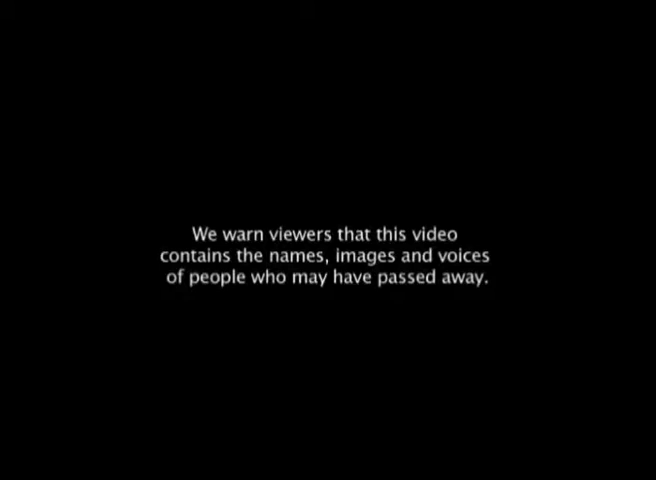 We warn viewers that this video
contains the names, images and voices
of people who may have passed away.